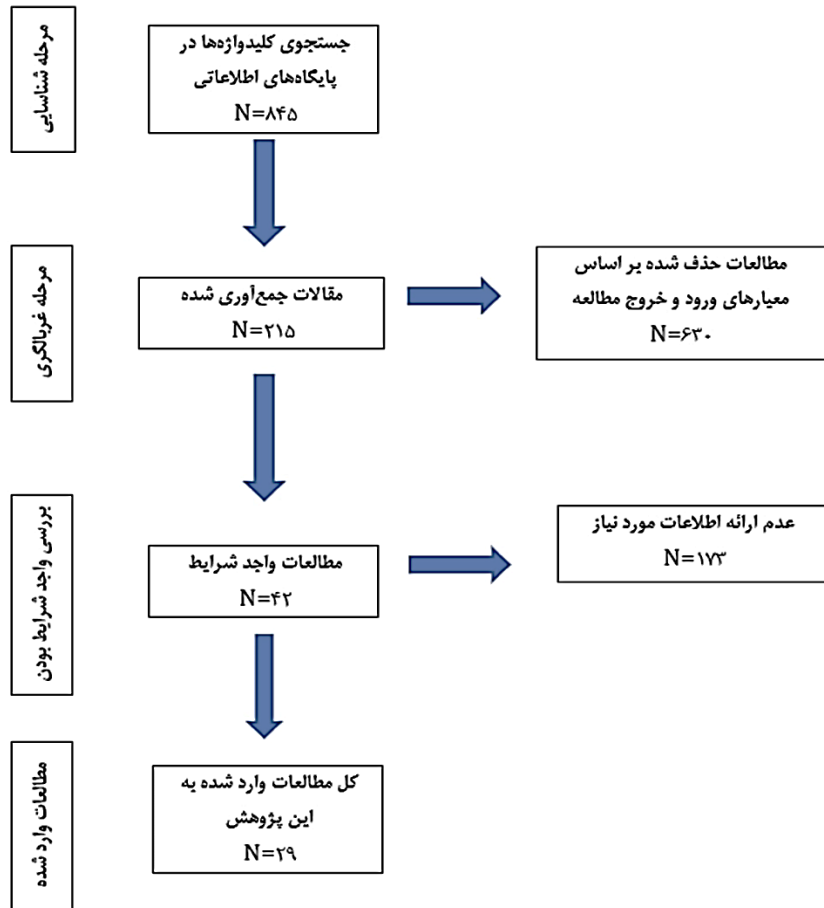 مرحله شناسایی
جستجوی کلیدواژه‌ها در
پایگاه‌های اطلاعاتی
N=۸۴۵
مرحله غربالگری
مقالات جمع‌آوری شده
N=۲۱۵
مطالعات حذف شده بر اساس
معیارهای ورود و خروج مطالعه
N=۶۳۰
بررسی واجد شرایط بودن
مطالعات واجد شرایط
N=۴۲
عدم ارائه اطلاعات مورد نیاز
N=۱۷۳
مطالعات وارد شده
کل مطالعات وارد شده به
این پژوهش
N=۲۹